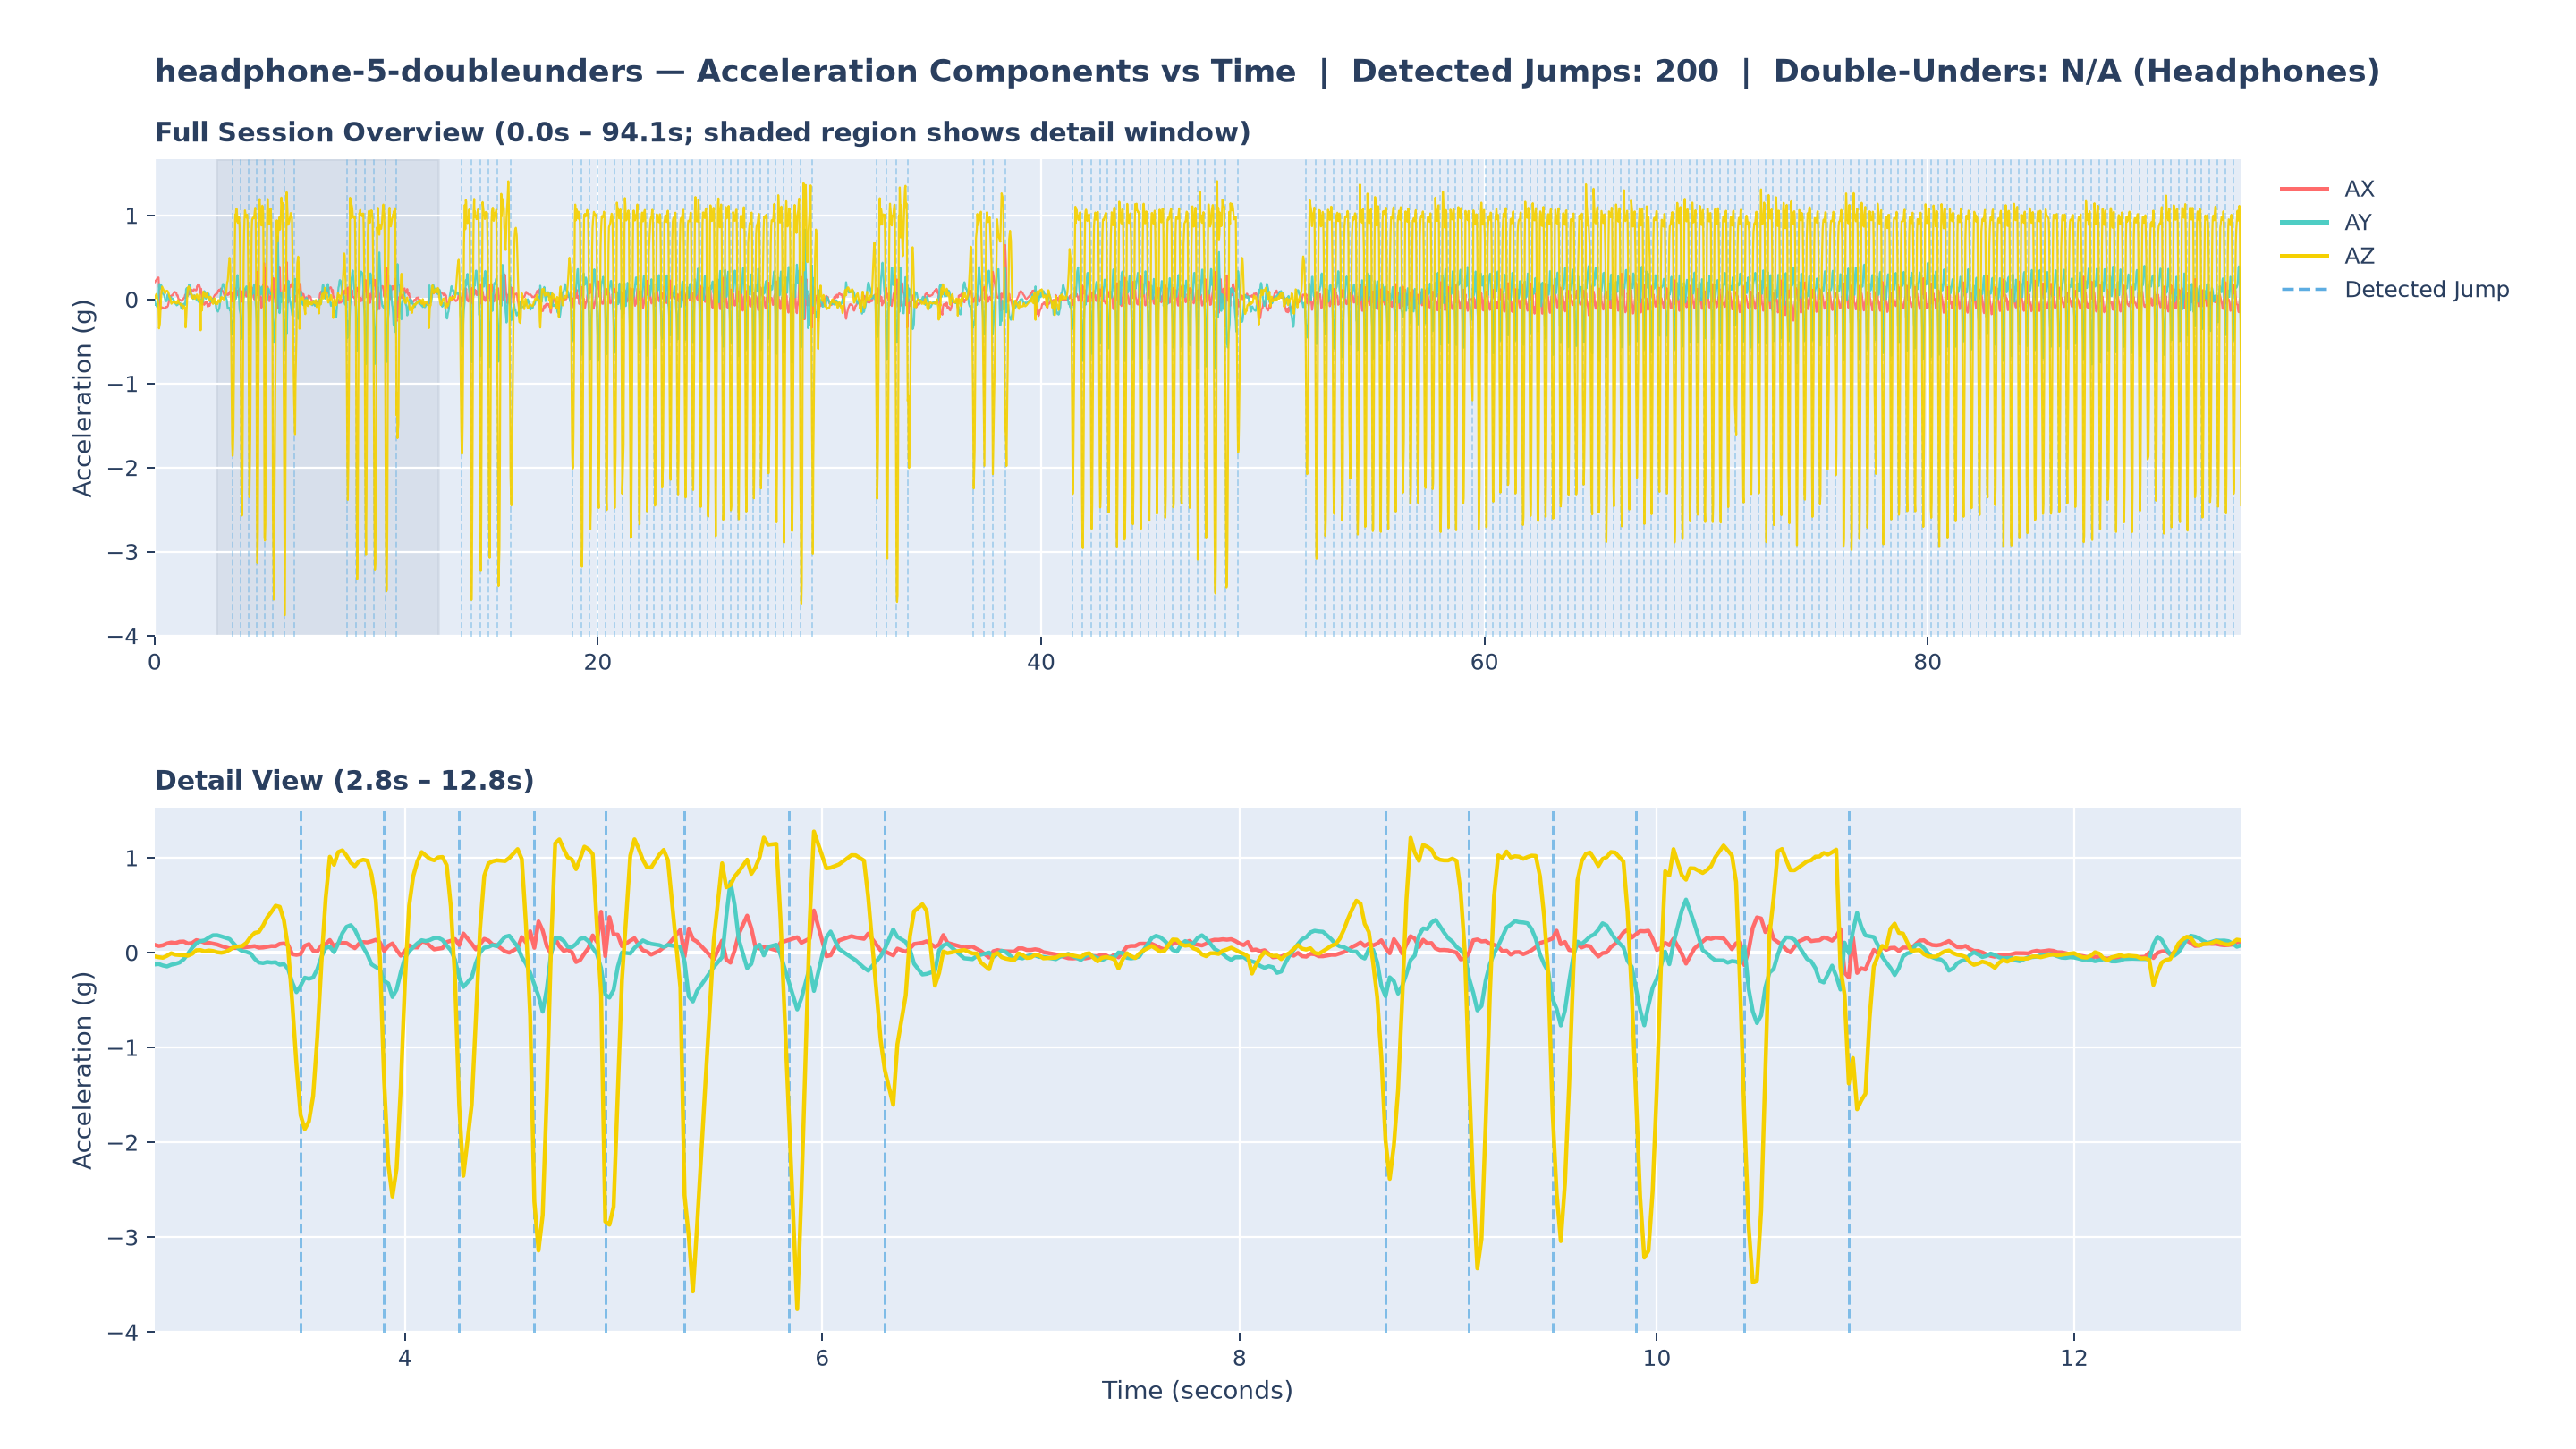 headphone-5-doubleunders — Acceleration Components vs Time | Detected Jumps: 200 | Double-Unders: N/A (Headphones)
Full Session Overview (0.0s – 94.1s; shaded region shows detail window)
AX
AY
AZ
Detected Jump
Acceleration (g)
1
0
−1
−2
−3
−4
0 20 40 60 80
Detail View (2.8s – 12.8s)
Acceleration (g)
1
0
−1
−2
−3
−4
4 6 8 10 12
Time (seconds)